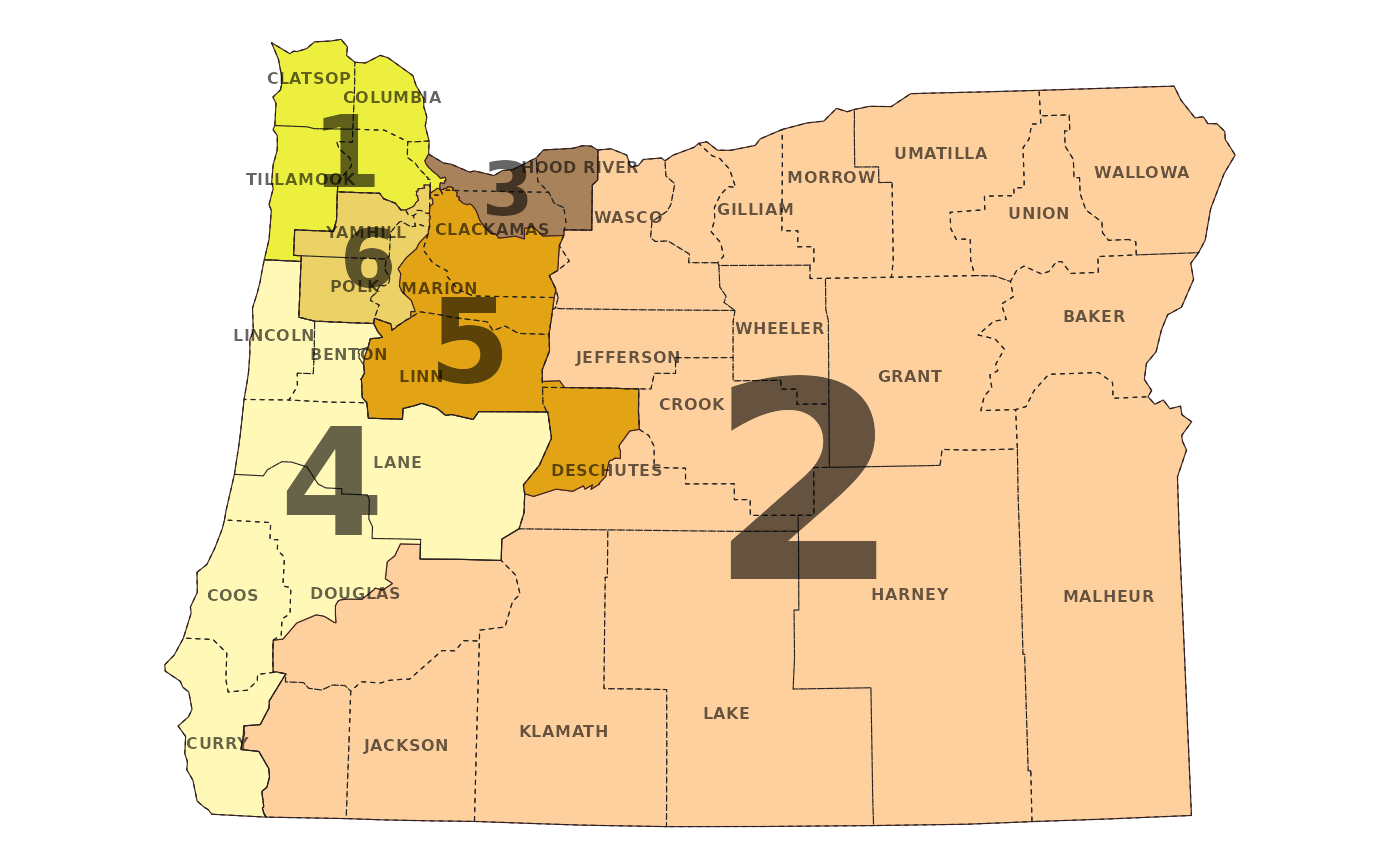 CLATSOP
COLUMBIA
1
TILLAMOOK
3
HOOD RIVER
UMATILLA
MORROW
WALLOWA
GILLIAM
WASCO
UNION
YAMHILL
CLACKAMAS
6
POLK
MARION
5
BAKER
LINCOLN
BENTON
WHEELER
JEFFERSON
LINN
GRANT
CROOK
2
4
LANE
DESCHUTES
COOS
DOUGLAS
HARNEY
MALHEUR
LAKE
KLAMATH
CURRY
JACKSON